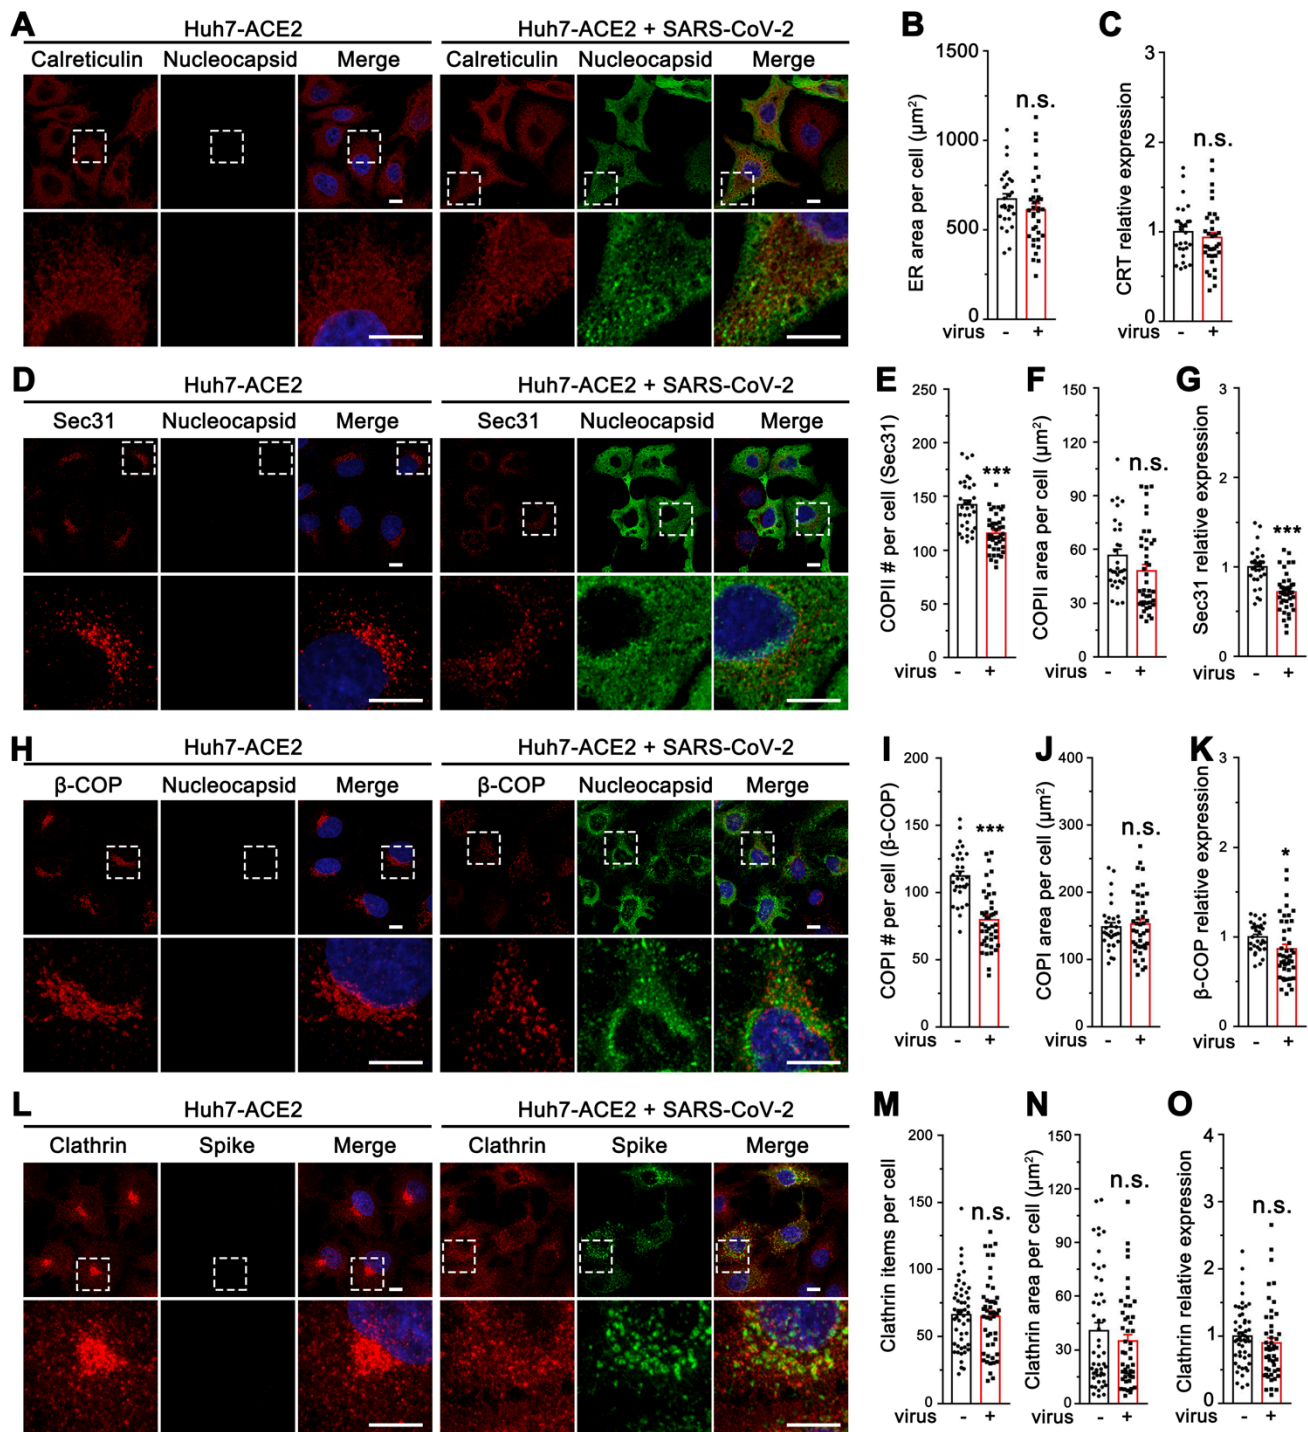 A
Huh7-ACE2
Huh7-ACE2 + SARS-CoV-2
Calreticulin Nucleocapsid Merge
Calreticulin Nucleocapsid Merge
B
ER area per cell (µm²)
1500
1000
500
0
n.s.
virus - +
C
CRT relative expression
3
2
1
0
n.s.
virus - +
D
Huh7-ACE2
Huh7-ACE2 + SARS-CoV-2
Sec31 Nucleocapsid Merge
Sec31 Nucleocapsid Merge
E
COPII # per cell (Sec31)
250
200
150
100
50
0
***
virus - +
F
COPII area per cell (µm²)
150
120
90
60
30
0
n.s.
virus - +
G
Sec31 relative expression
3
2
1
0
***
virus - +
H
Huh7-ACE2
Huh7-ACE2 + SARS-CoV-2
β-COP Nucleocapsid Merge
β-COP Nucleocapsid Merge
I
COPI # per cell (β-COP)
200
150
100
50
0
***
virus - +
J
COPI area per cell (µm²)
400
300
200
100
0
n.s.
virus - +
K
β-COP relative expression
3
2
1
0
*
virus - +
L
Huh7-ACE2
Huh7-ACE2 + SARS-CoV-2
Clathrin Spike Merge
Clathrin Spike Merge
M
Clathrin items per cell
200
150
100
50
0
n.s.
virus - +
N
Clathrin area per cell (µm²)
150
120
90
60
30
0
n.s.
virus - +
O
Clathrin relative expression
4
3
2
1
0
n.s.
virus - +